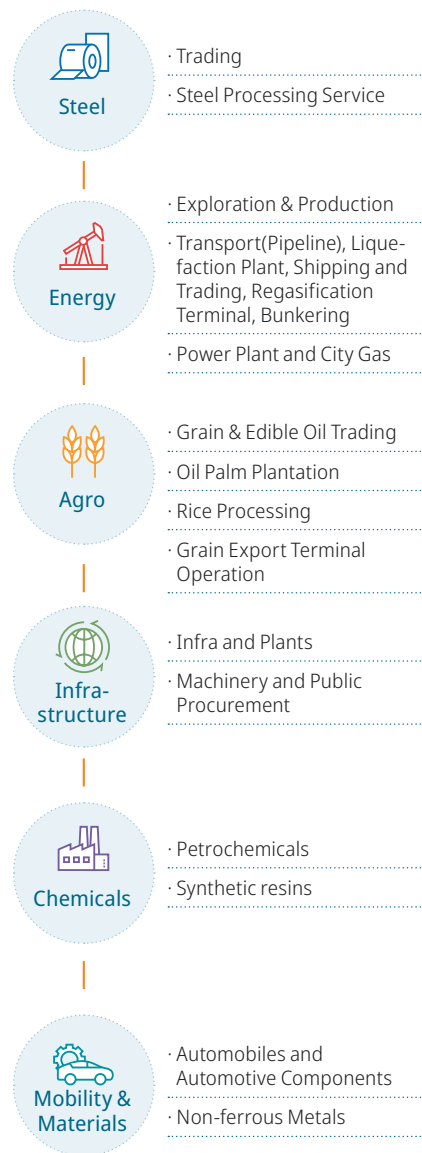 Steel
· Trading
· Steel Processing Service
Energy
· Exploration & Production
· Transport(Pipeline), Lique-
faction Plant, Shipping and
Trading, Regasification
Terminal, Bunkering
· Power Plant and City Gas
Agro
· Grain & Edible Oil Trading
· Oil Palm Plantation
· Rice Processing
· Grain Export Terminal
Operation
Infra-
structure
· Infra and Plants
· Machinery and Public
Procurement
Chemicals
· Petrochemicals
· Synthetic resins
Mobility &
Materials
· Automobiles and
Automotive Components
· Non-ferrous Metals